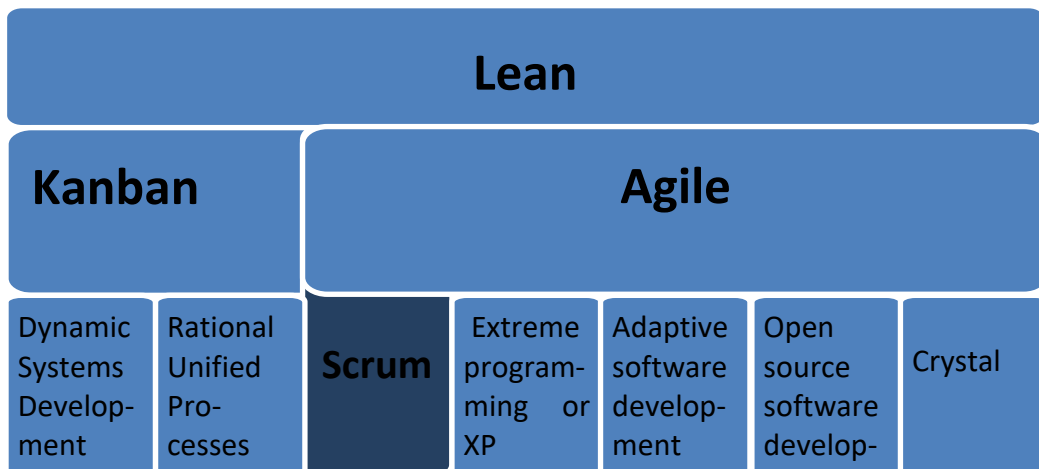 Lean
Kanban
Agile
Dynamic
Systems
Develop-
ment
Rational
Unified
Pro-
cesses
Scrum
Extreme
program-
ming or
XP
Adaptive
software
develop-
ment
Open
source
software
develop-
Crystal